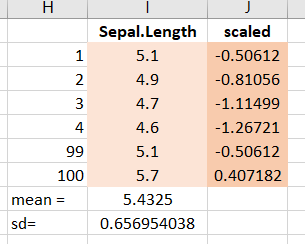 H I J
Sepal.Length scaled
1 5.1 -0.50612
2 4.9 -0.81056
3 4.7 -1.11499
4 4.6 -1.26721
99 5.1 -0.50612
100 5.7 0.407182
mean = 5.4325
sd= 0.656954038